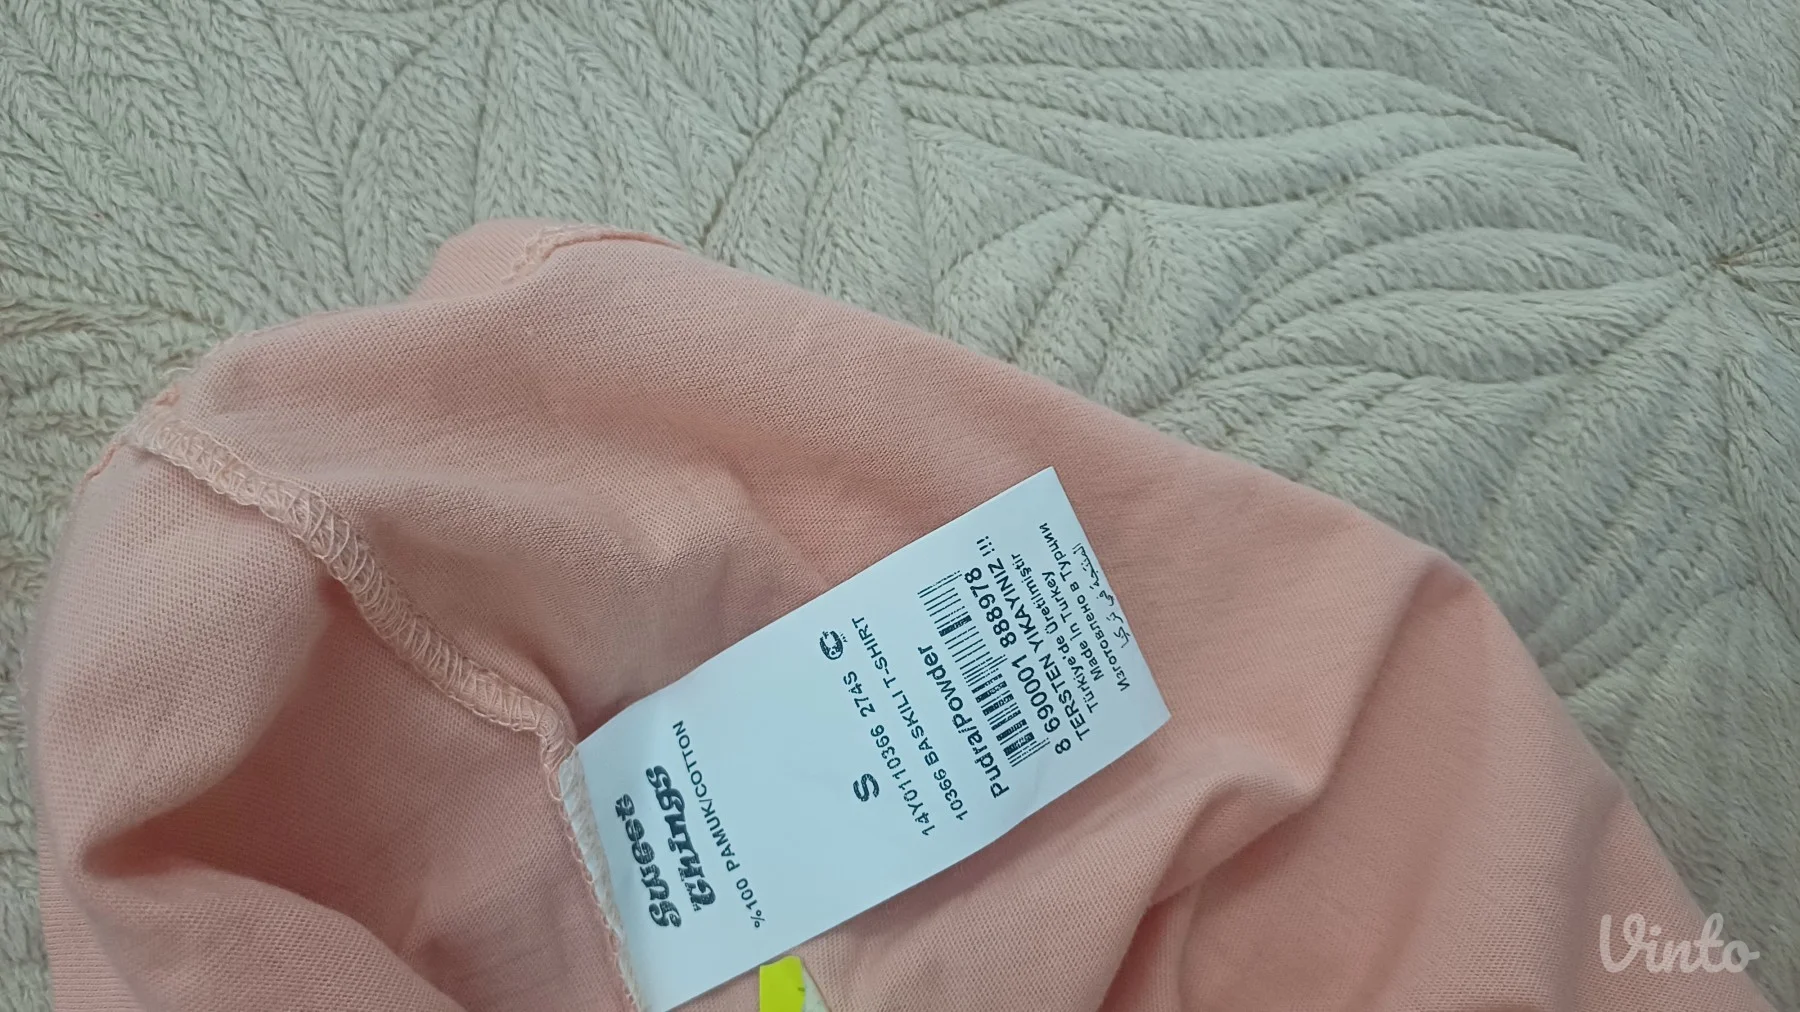 Sweet
Things
%100 PAMUK/COTTON
S
14Y0110366 274S
10366 BASKILI T-SHIRT
Pudra/Powder
8 690001 888978
TERSTEN YIKAYINIZ !!!
Türkiye'de Üretilmiştir
Made in Turkey
Изготовлено в Турции
Vinto